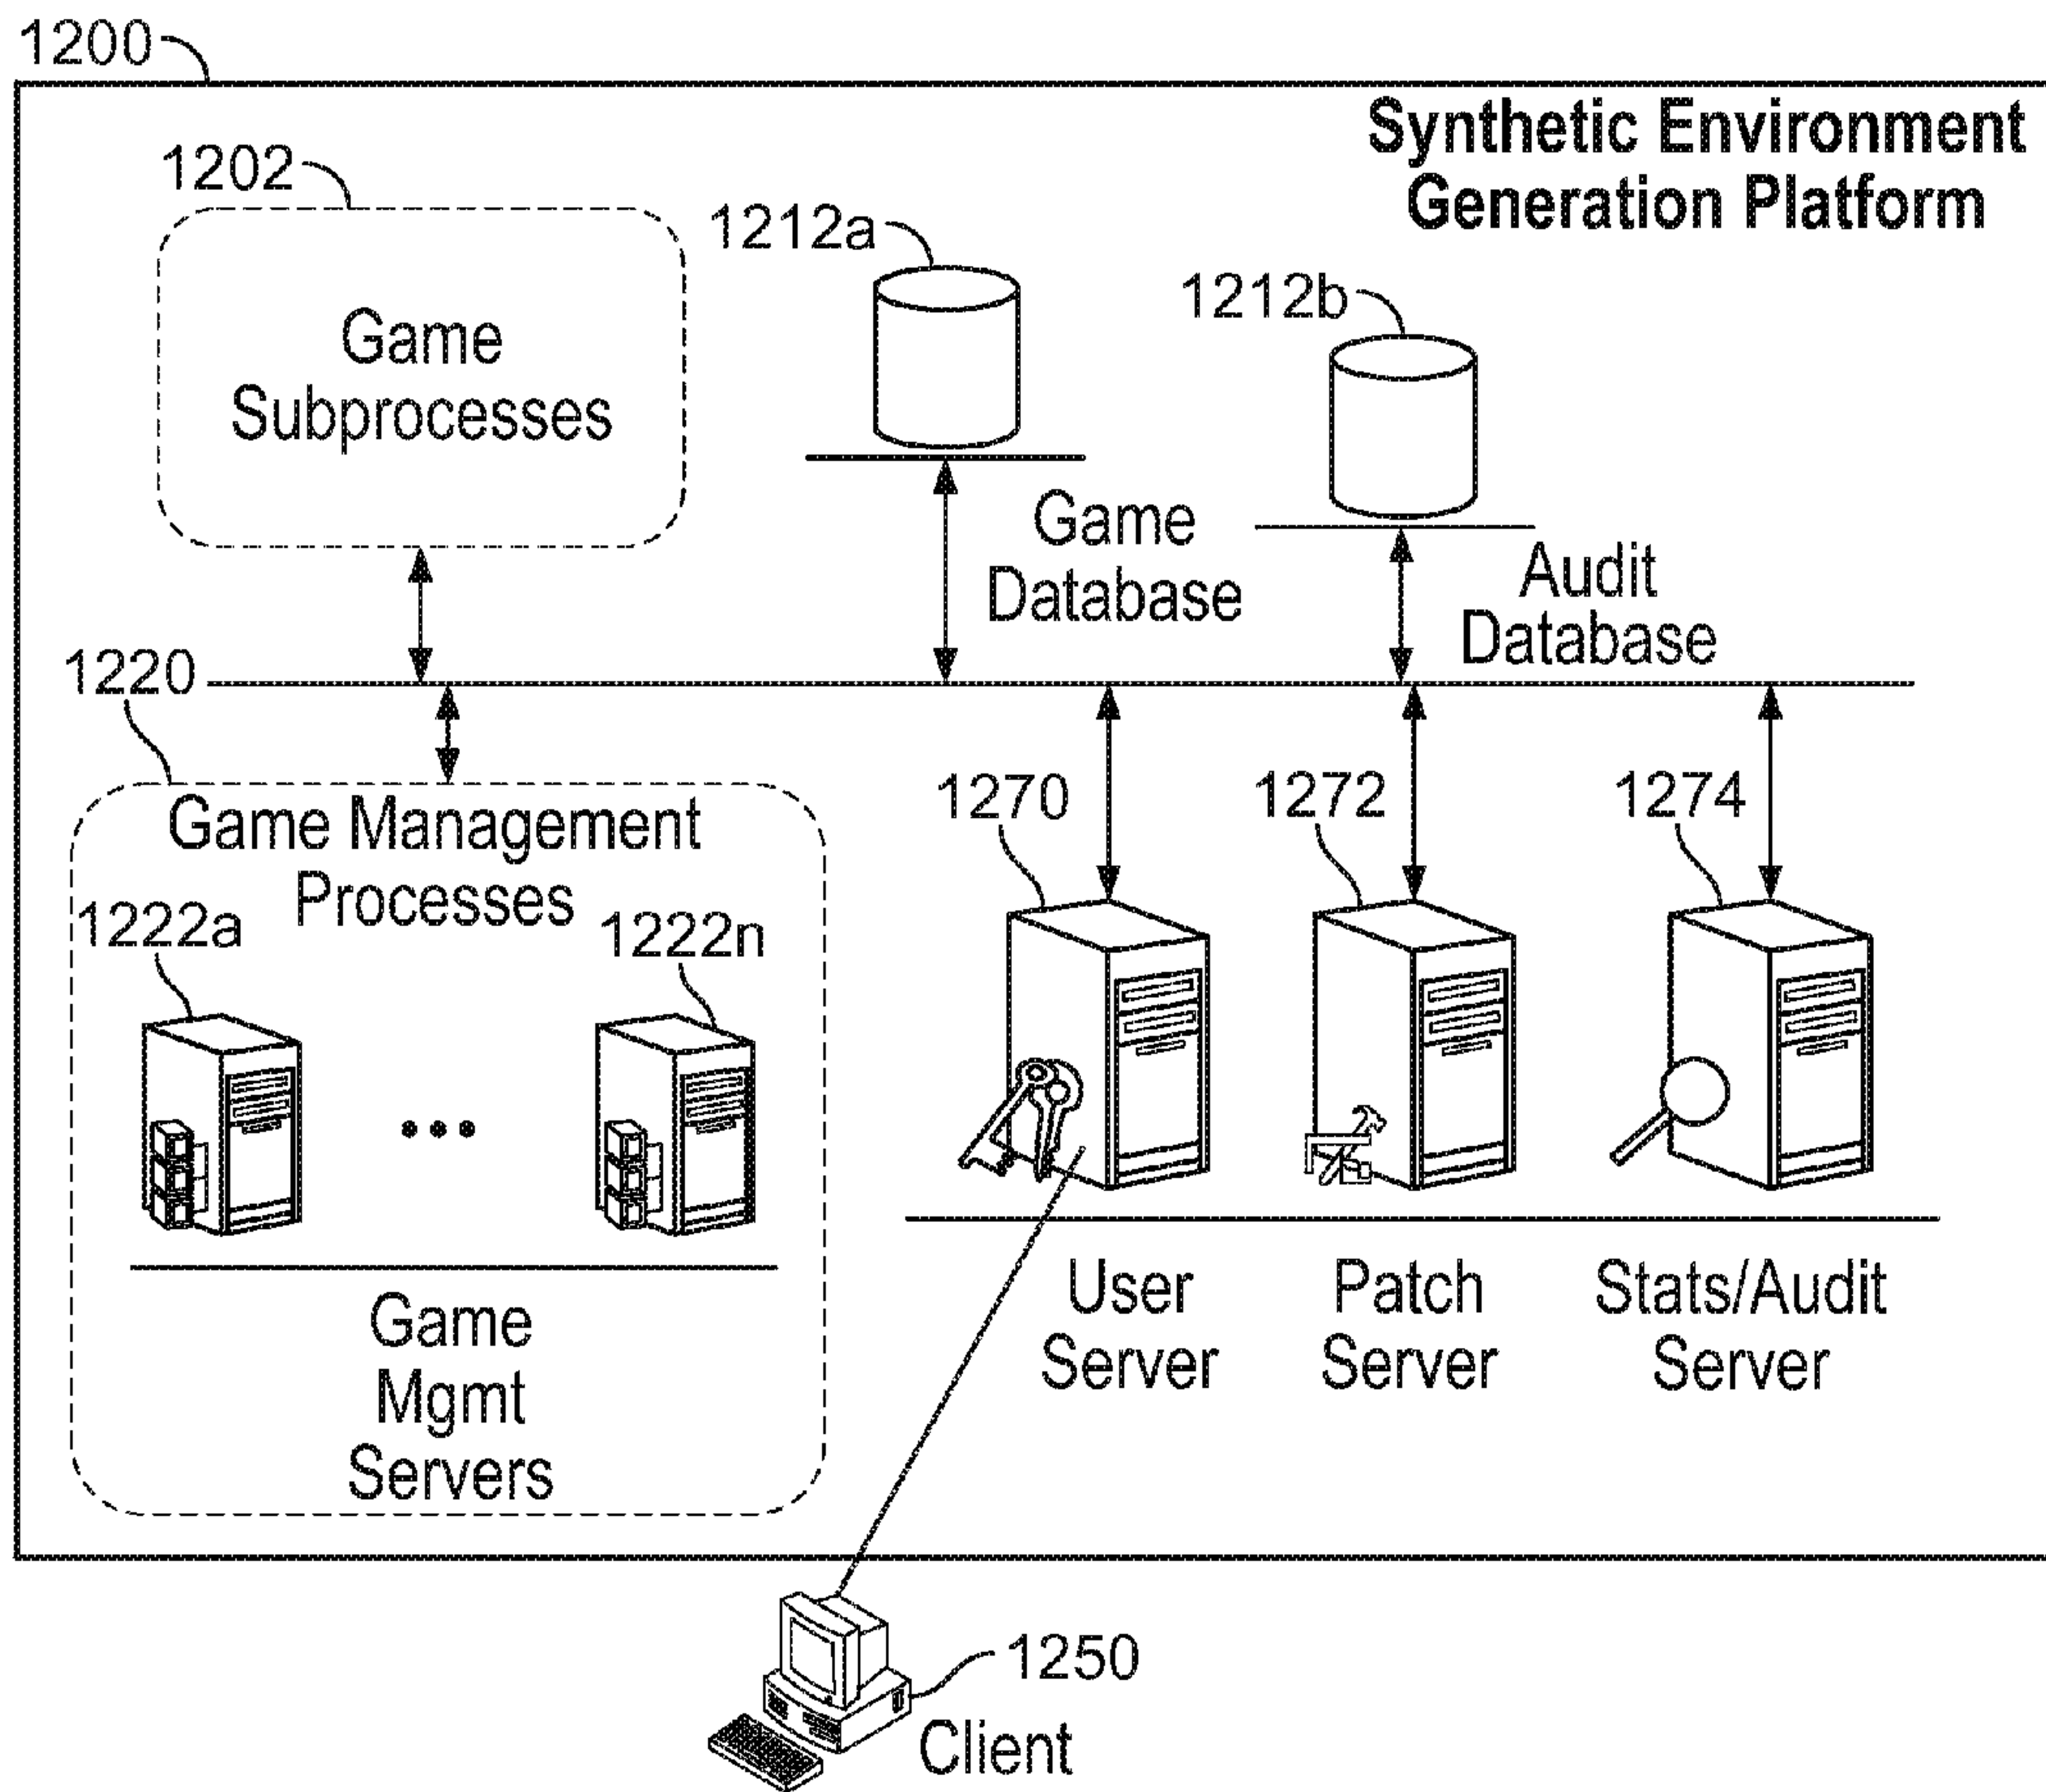 1200
Synthetic Environment
Generation Platform
1202
Game
Subprocesses
1212a
1212b
Game
Database
Audit
Database
1220
Game Management
Processes
1222a
1222n
Game
Mgmt
Servers
1270
1272
1274
User
Server
Patch
Server
Stats/Audit
Server
1250
Client